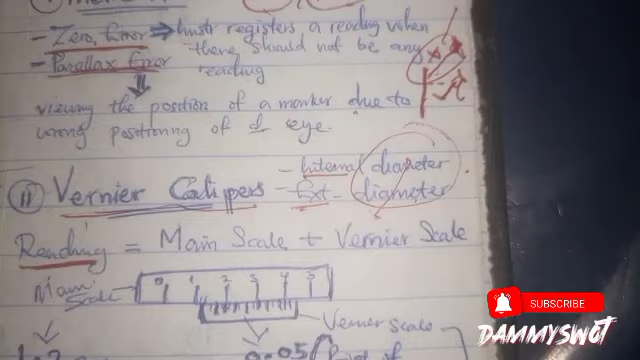 - Zero Error ⇒ Instr registers a reading when
there should not be any
reading
- Parallax Error
viewing the position of a marker due to
wrong positioning of d eye.
(ii) Vernier Callipers - Internal diameter
- Ext - diameter
Reading = Main Scale + Vernier Scale
Main Scale
0 1 2 3 4 5
Vernier Scale
0.05
SUBSCRIBE
DAMMYSWOT